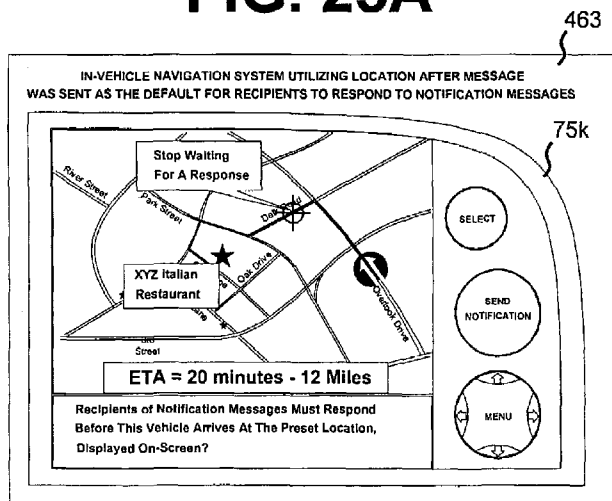 FIG. 25A
463
IN-VEHICLE NAVIGATION SYSTEM UTILIZING LOCATION AFTER MESSAGE
WAS SENT AS THE DEFAULT FOR RECIPIENTS TO RESPOND TO NOTIFICATION MESSAGES
75k
Stop Waiting
For A Response
River Street
Park Street
SELECT
XYZ Italian
Restaurant
Oak Drive
Overlook Drive
SEND
NOTIFICATION
Street
ETA = 20 minutes - 12 Miles
MENU
Recipients of Notification Messages Must Respond
Before This Vehicle Arrives At The Preset Location,
Displayed On-Screen?